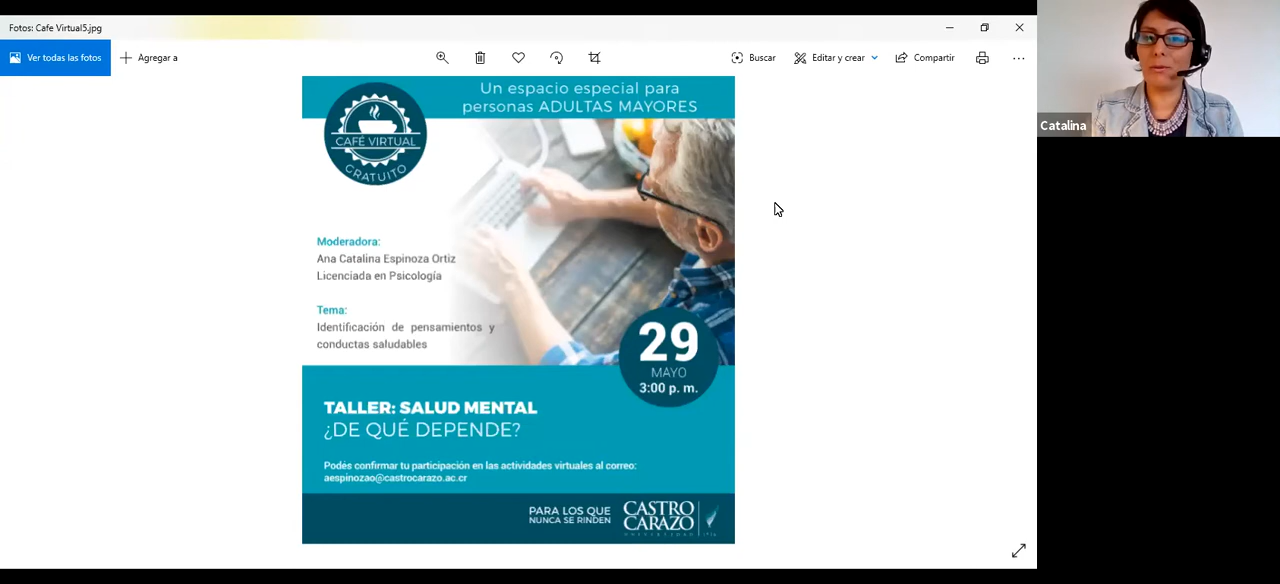 Fotos: Cafe Virtual5.jpg
Ver todas las fotos
Agregar a
Buscar
Editar y crear
Compartir
Catalina
Un espacio especial para
personas ADULTAS MAYORES
CAFÉ VIRTUAL
GRATUITO
Moderadora:
Ana Catalina Espinoza Ortiz
Licenciada en Psicología
Tema:
Identificación de pensamientos y
conductas saludables
29
MAYO
3:00 p. m.
TALLER: SALUD MENTAL
¿DE QUÉ DEPENDE?
Podés confirmar tu participación en las actividades virtuales al correo:
aespinozao@castrocarazo.ac.cr
PARA LOS QUE
NUNCA SE RINDEN
CASTRO
CARAZO
UNIVERSIDAD